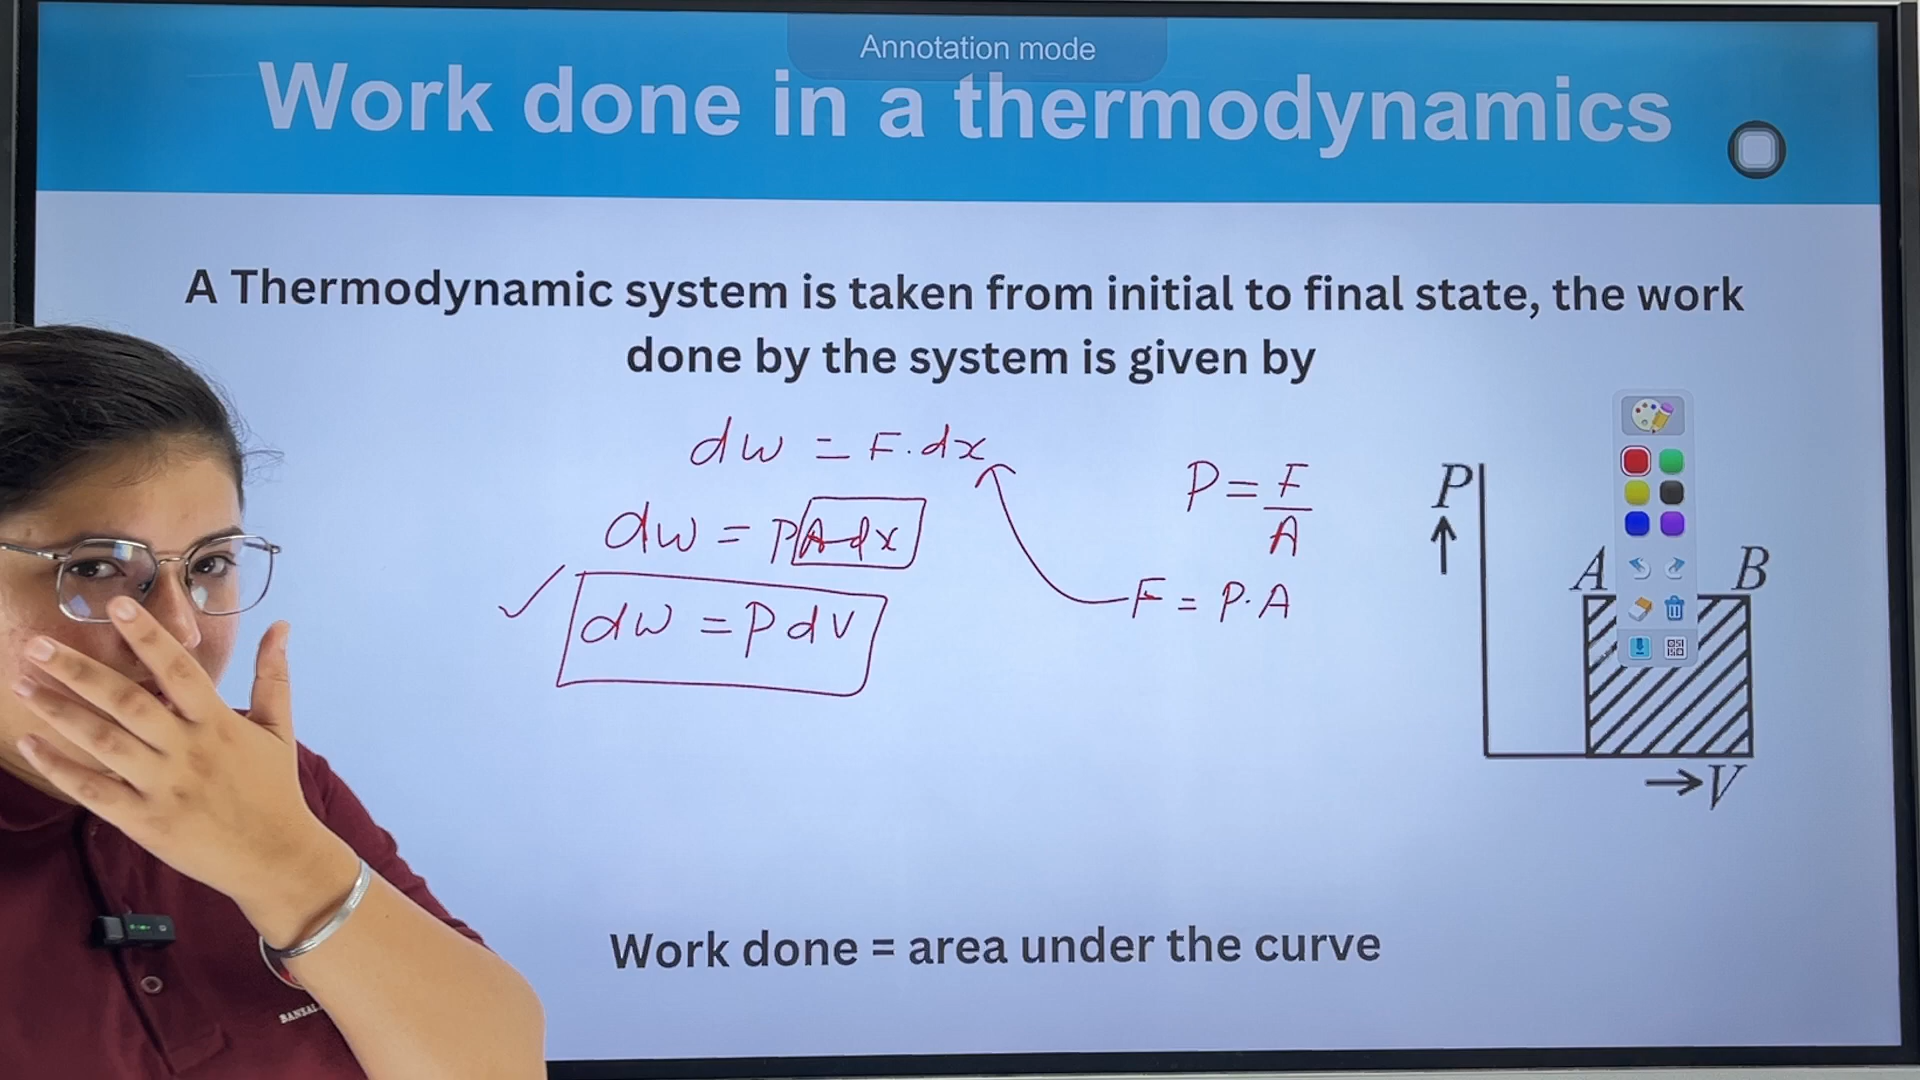 Annotation mode
Work done in a thermodynamics
A Thermodynamic system is taken from initial to final state, the work
done by the system is given by
dw = F.dx
dw = PAdx
dw = PdV
P = F/A
F = P.A
P
A B
V
Work done = area under the curve
BANSAL